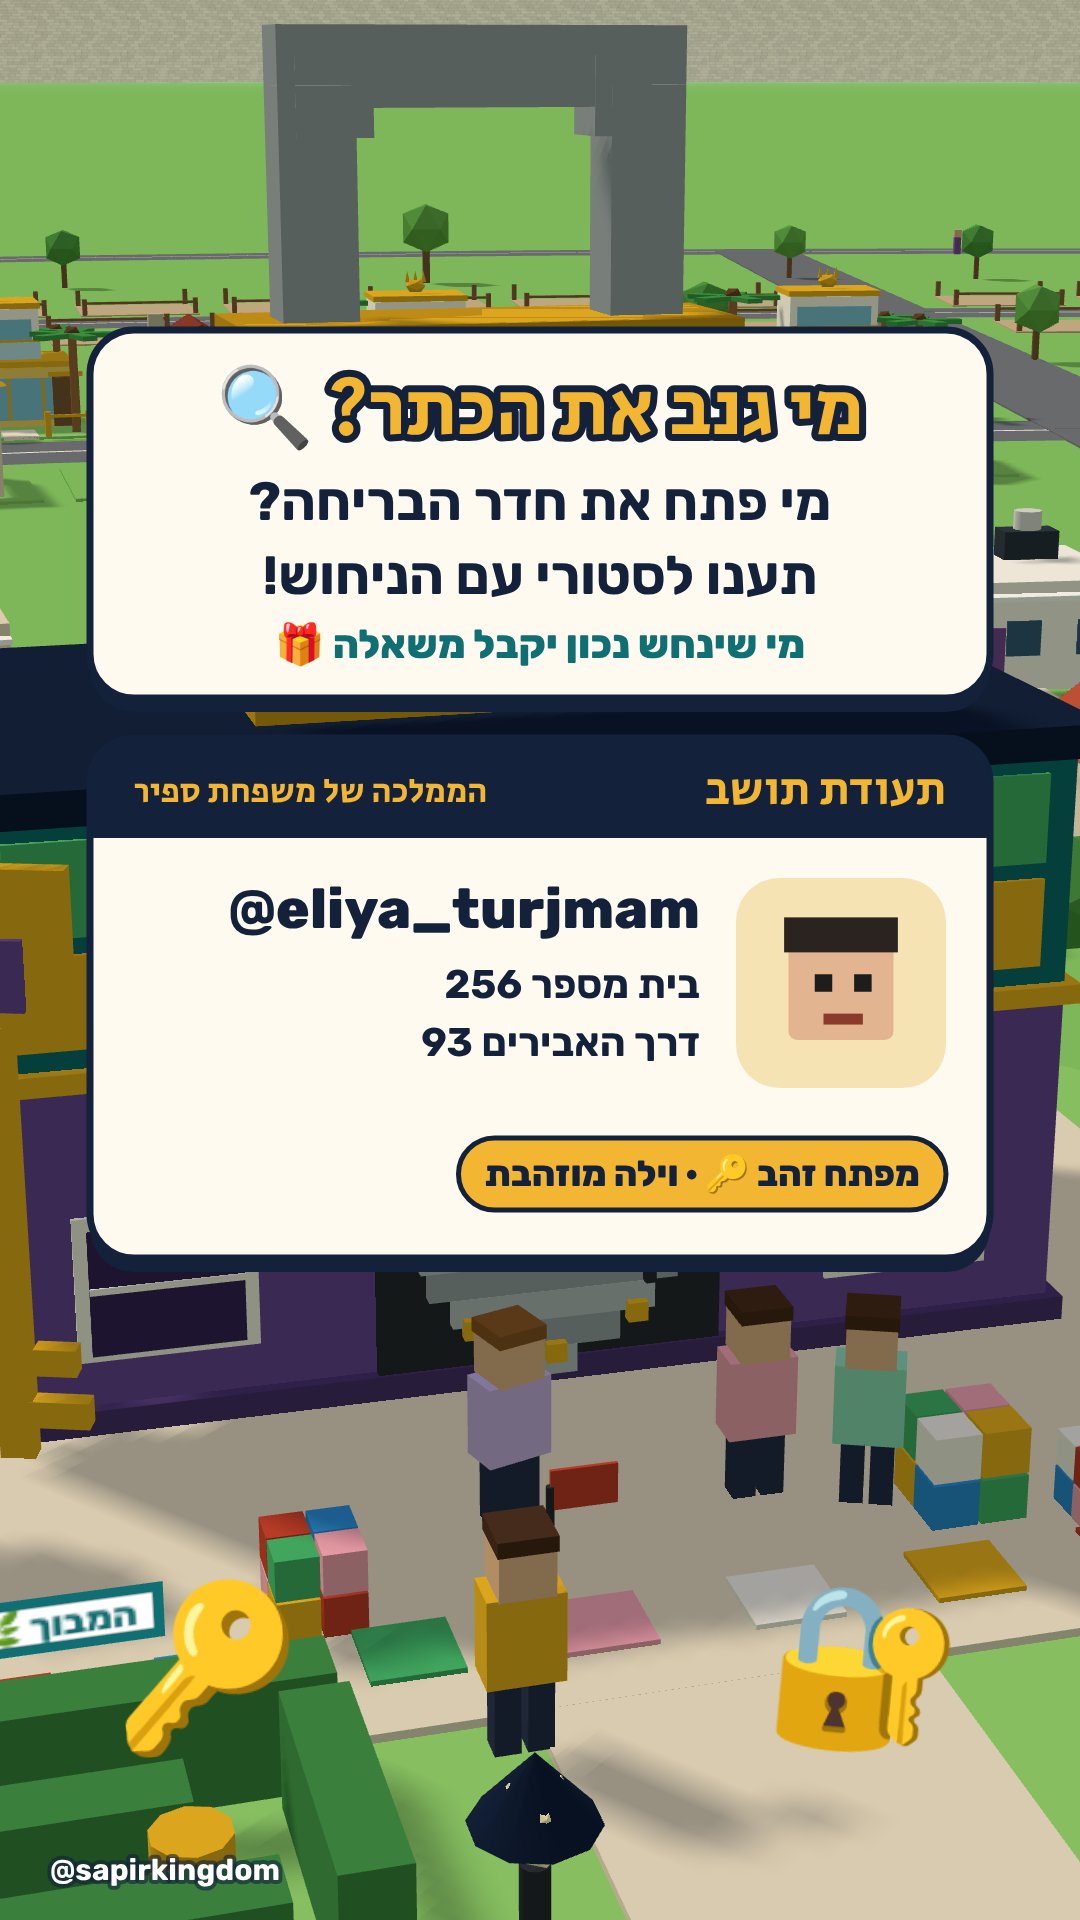 מי גנב את הכתר? 🔍
מי פתח את חדר הבריחה?
תענו לסטורי עם הניחוש!
מי שינחש נכון יקבל משאלה 🎁
תעודת תושב
הממלכה של משפחת ספיר
@eliya_turjmam
בית מספר 256
דרך האבירים 93
מפתח זהב 🔑 • וילה מוזהבת
המבוך
@sapirkingdom